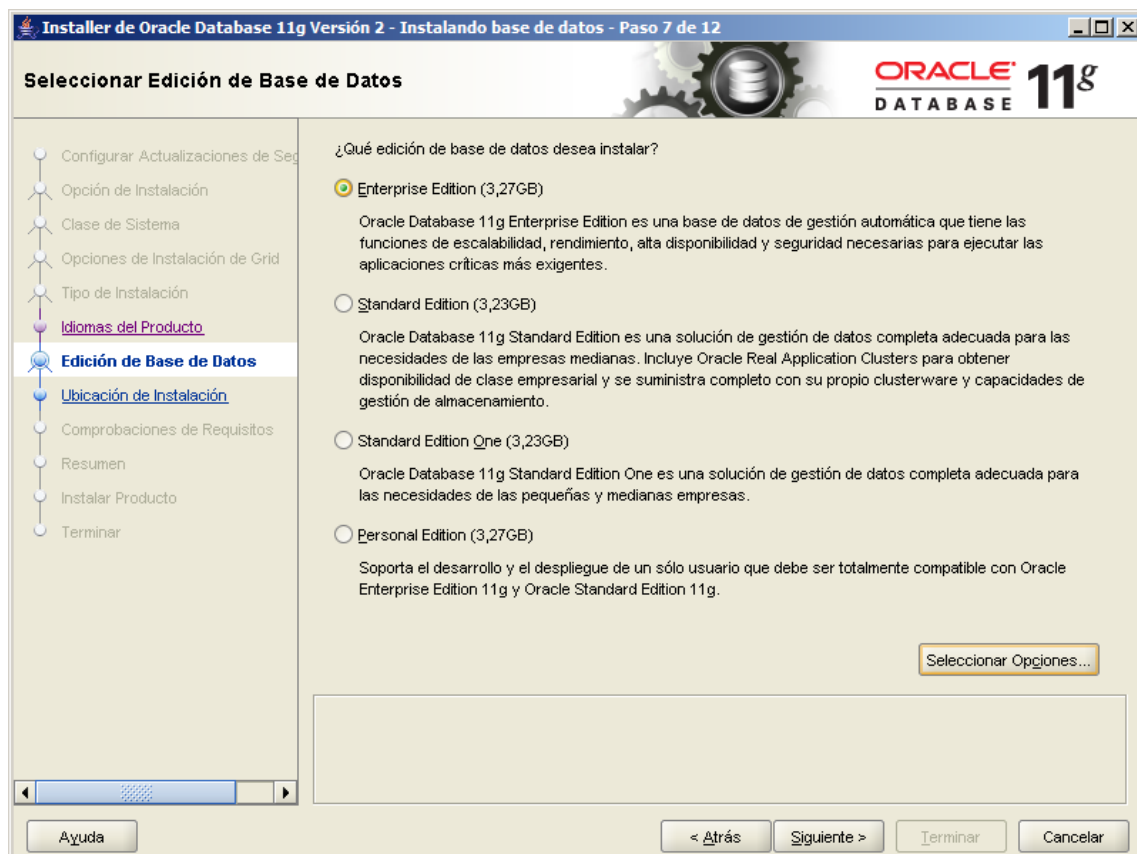 Installer de Oracle Database 11g Versión 2 - Instalando base de datos - Paso 7 de 12
Seleccionar Edición de Base de Datos
ORACLE
DATABASE
11g
Configurar Actualizaciones de Seg
Opción de Instalación
Clase de Sistema
Opciones de Instalación de Grid
Tipo de Instalación
Idiomas del Producto
Edición de Base de Datos
Ubicación de Instalación
Comprobaciones de Requisitos
Resumen
Instalar Producto
Terminar
¿Qué edición de base de datos desea instalar?
Enterprise Edition (3,27GB)
Oracle Database 11g Enterprise Edition es una base de datos de gestión automática que tiene las
funciones de escalabilidad, rendimiento, alta disponibilidad y seguridad necesarias para ejecutar las
aplicaciones críticas más exigentes.
Standard Edition (3,23GB)
Oracle Database 11g Standard Edition es una solución de gestión de datos completa adecuada para las
necesidades de las empresas medianas. Incluye Oracle Real Application Clusters para obtener
disponibilidad de clase empresarial y se suministra completo con su propio clusterware y capacidades de
gestión de almacenamiento.
Standard Edition One (3,23GB)
Oracle Database 11g Standard Edition One es una solución de gestión de datos completa adecuada para
las necesidades de las pequeñas y medianas empresas.
Personal Edition (3,27GB)
Soporta el desarrollo y el despliegue de un sólo usuario que debe ser totalmente compatible con Oracle
Enterprise Edition 11g y Oracle Standard Edition 11g.
Seleccionar Opciones...
Ayuda
< Atrás
Siguiente >
Terminar
Cancelar